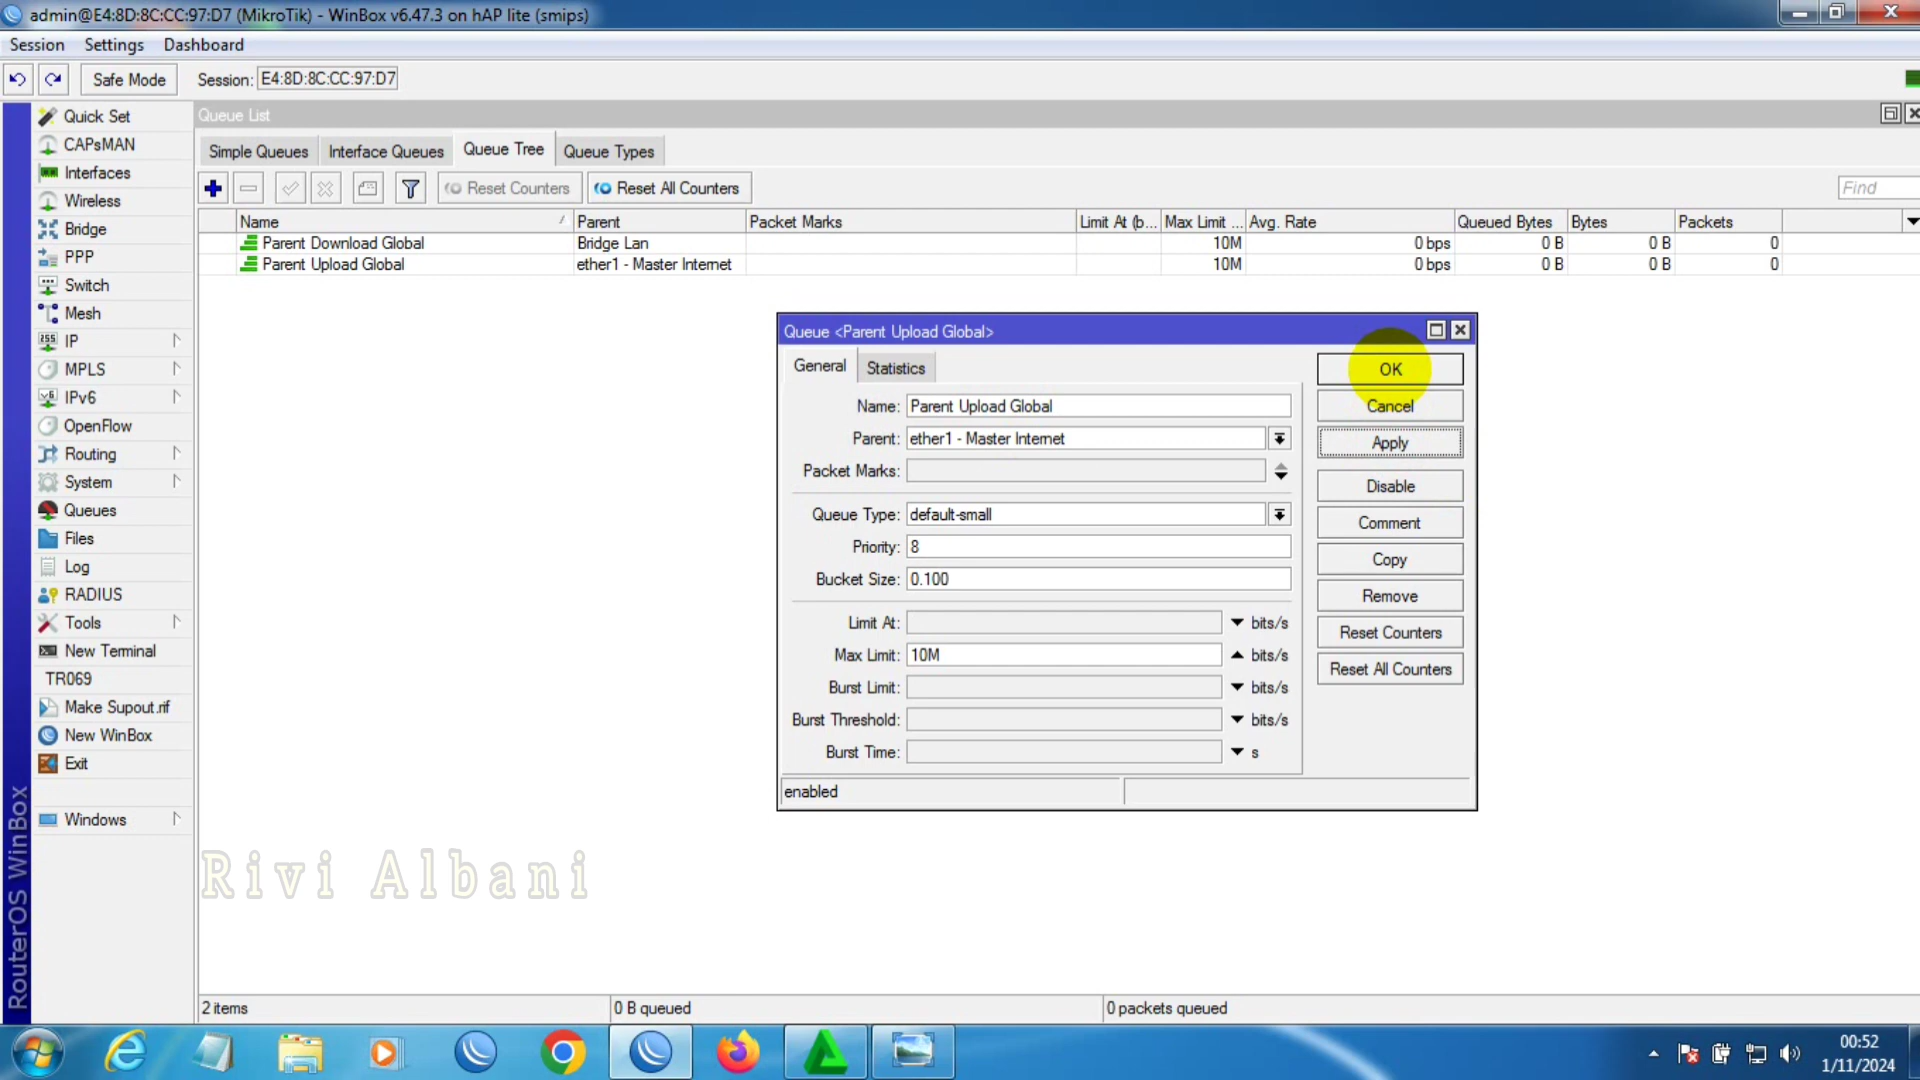 admin@E4:8D:8C:CC:97:D7 (MikroTik) - WinBox v6.47.3 on hAP lite (smips)
Session Settings Dashboard
Safe Mode Session: E4:8D:8C:CC:97:D7
Quick Set
CAPsMAN
Interfaces
Wireless
Bridge
PPP
Switch
Mesh
IP
MPLS
IPv6
OpenFlow
Routing
System
Queues
Files
Log
RADIUS
Tools
New Terminal
TR069
Make Supout.rif
New WinBox
Exit
Windows
RouterOS WinBox
Queue List
Simple Queues Interface Queues Queue Tree Queue Types
Reset Counters Reset All Counters Find
Name Parent Packet Marks Limit At (b... Max Limit ... Avg. Rate Queued Bytes Bytes Packets
Parent Download Global Bridge Lan 10M 0 bps 0 B 0 B 0
Parent Upload Global ether1 - Master Internet 10M 0 bps 0 B 0 B 0
Queue <Parent Upload Global>
General Statistics
Name: Parent Upload Global
Parent: ether1 - Master Internet
Packet Marks:
Queue Type: default-small
Priority: 8
Bucket Size: 0.100
Limit At: bits/s
Max Limit: 10M bits/s
Burst Limit: bits/s
Burst Threshold: bits/s
Burst Time: s
enabled
OK
Cancel
Apply
Disable
Comment
Copy
Remove
Reset Counters
Reset All Counters
Rivi Albani
2 items 0 B queued 0 packets queued
00:52
1/11/2024